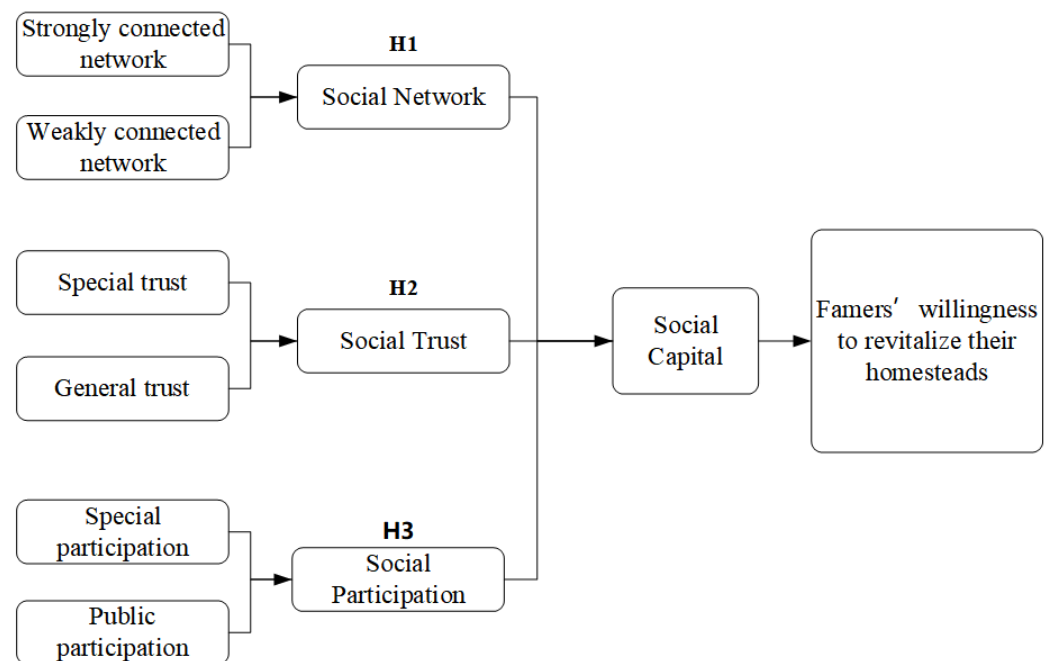 Strongly connected
network
H1
Social Network
Weakly connected
network
Special trust
H2
Social Trust
General trust
Social
Capital
Famers’ willingness
to revitalize their
homesteads
Special
participation
H3
Social
Participation
Public
participation